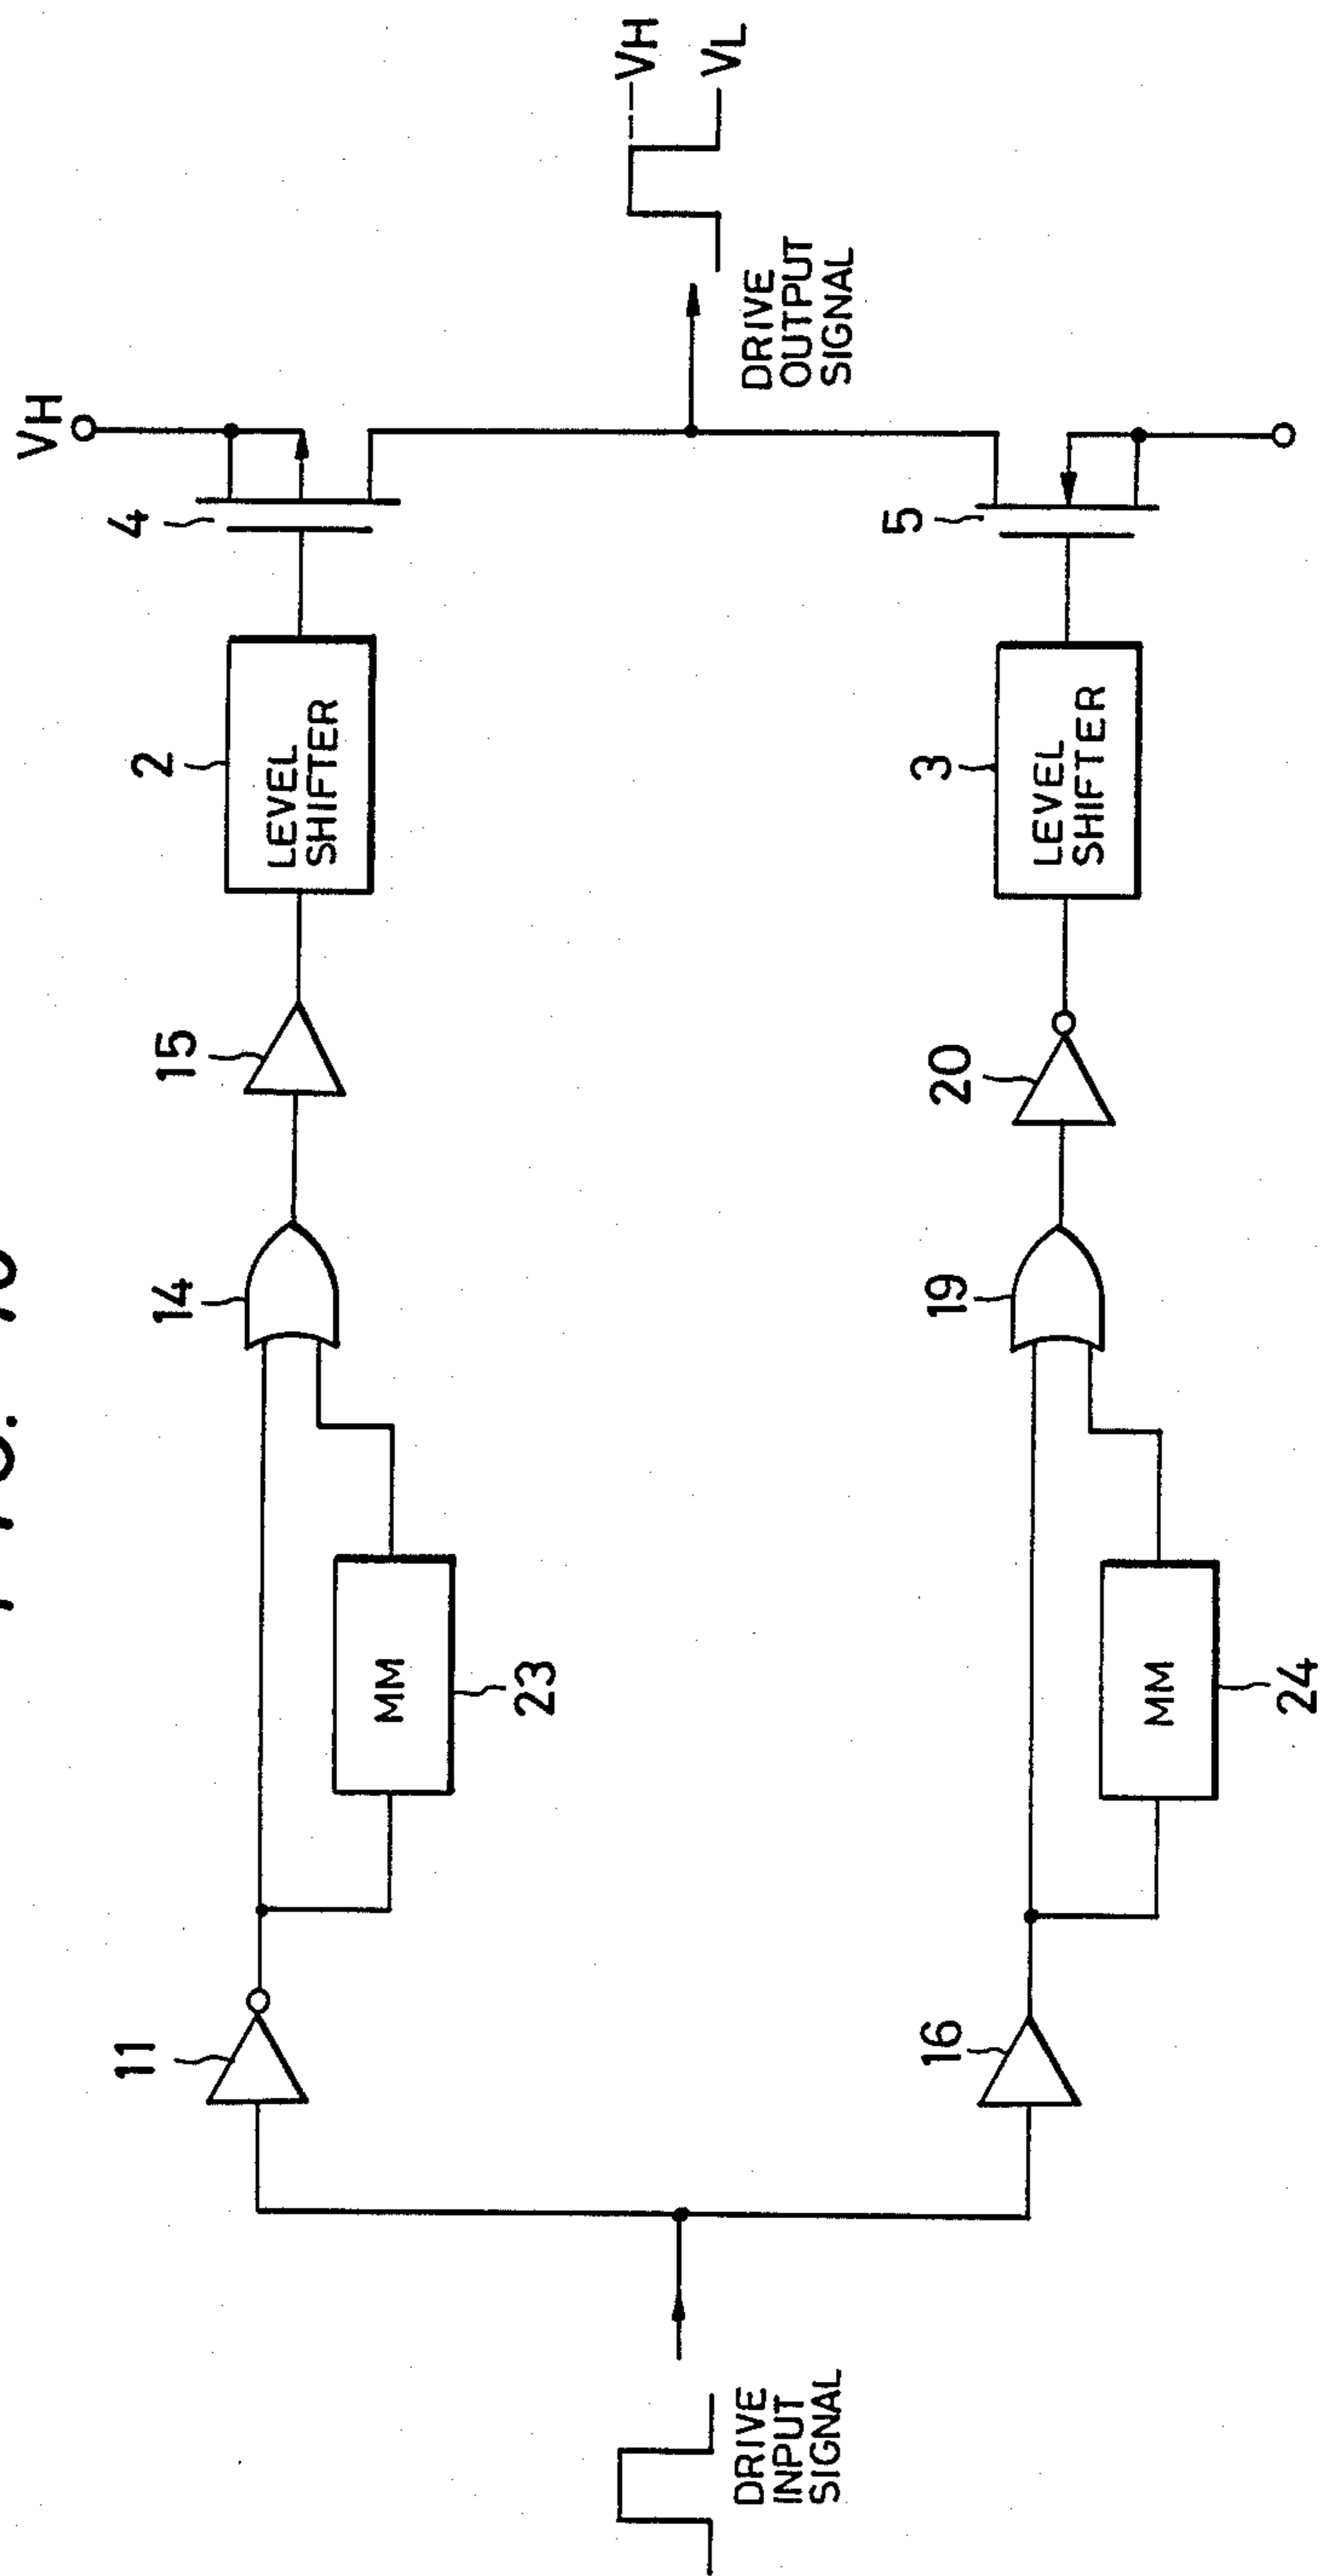 VH
4
2
LEVEL
SHIFTER
15
14
23
MM
11
VH
VL
DRIVE
OUTPUT
SIGNAL
5
3
LEVEL
SHIFTER
20
19
24
MM
16
DRIVE
INPUT
SIGNAL